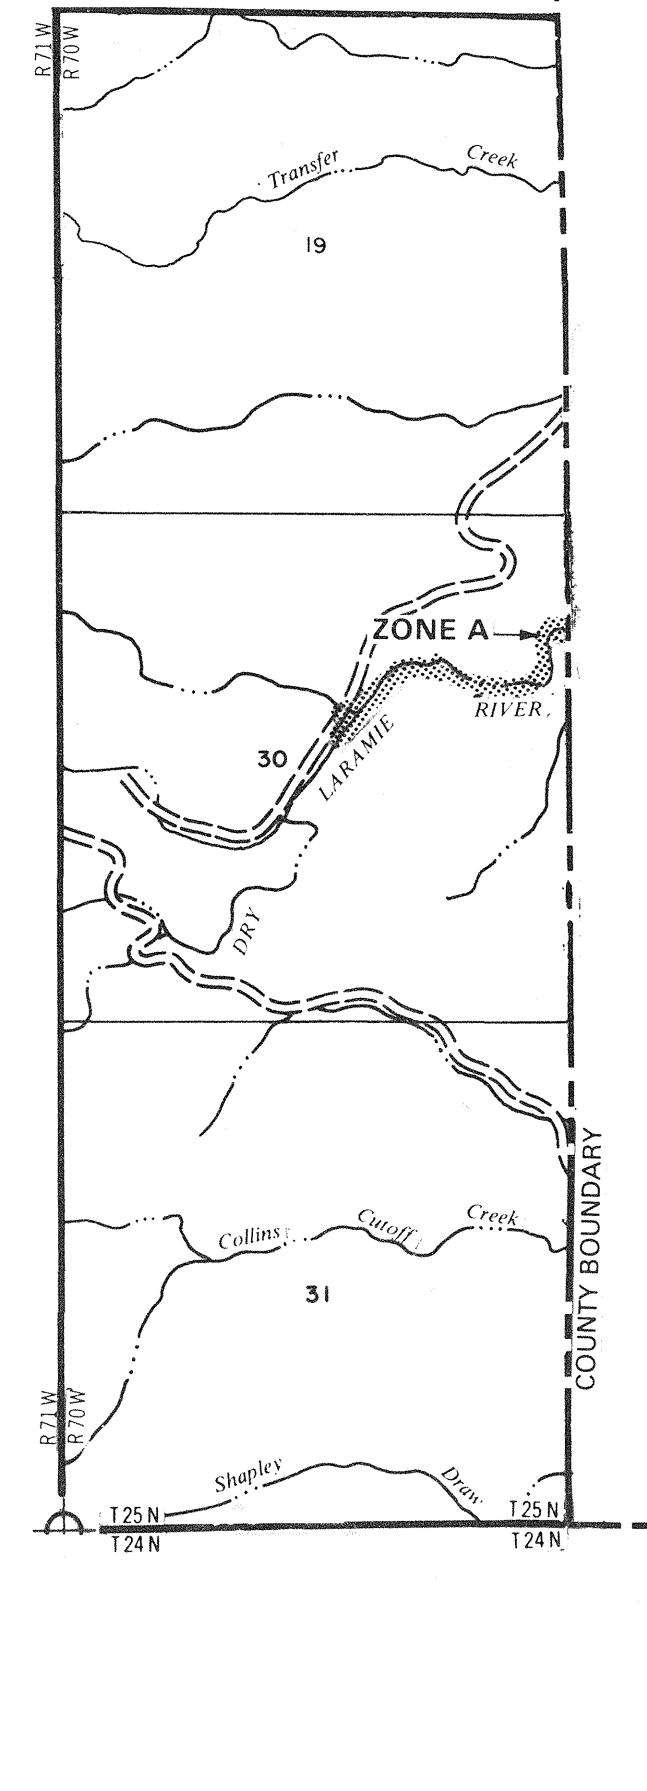 R71W
R70W
Transfer Creek
19
ZONE A
RIVER
LARAMIE
30
DRY
COUNTY BOUNDARY
Collins Cutoff Creek
31
R71W
R70W
Shapley Draw
T25N T25N
T24N T24N